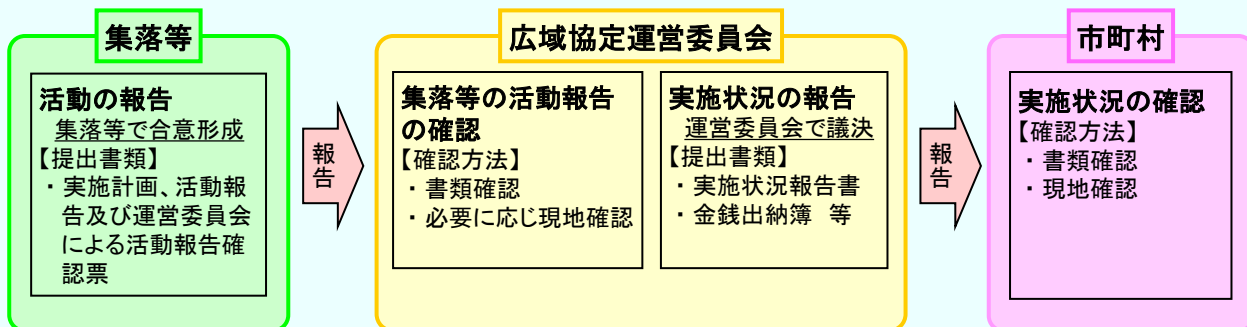 集落等
活動の報告
集落等で合意形成
【提出書類】
・実施計画、活動報
告及び運営委員会
による活動報告確
認票
報告
広域協定運営委員会
集落等の活動報告
の確認
【確認方法】
・書類確認
・必要に応じ現地確認
実施状況の報告
運営委員会で議決
【提出書類】
・実施状況報告書
・金銭出納簿　等
報告
市町村
実施状況の確認
【確認方法】
・書類確認
・現地確認